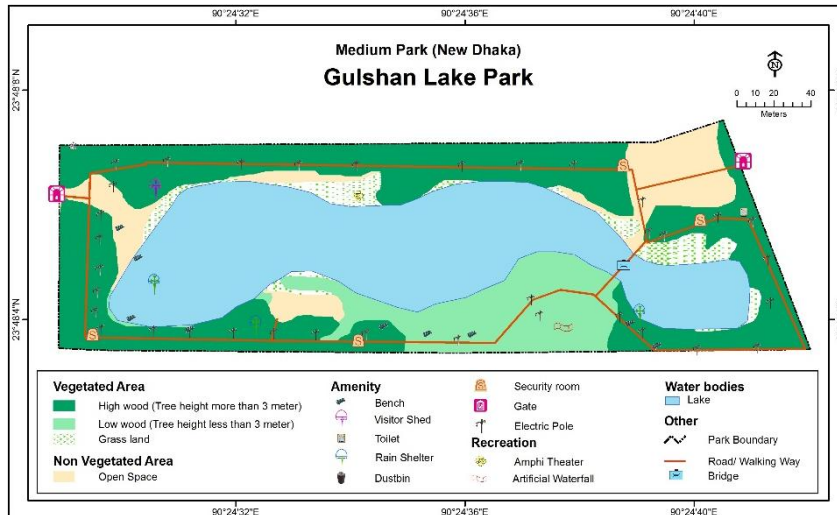 90°24'32"E
90°24'36"E
90°24'40"E
Medium Park (New Dhaka)
Gulshan Lake Park
N
0 10 20 40
Meters
23°48'8"N
23°48'4"N
S
S
S
S
Vegetated Area
High wood (Tree height more than 3 meter)
Low wood (Tree height less than 3 meter)
Grass land
Non Vegetated Area
Open Space
Amenity
Bench
Visitor Shed
Toilet
Rain Shelter
Dustbin
S
Security room
Gate
Electric Pole
Recreation
Amphi Theater
Artificial Waterfall
Water bodies
Lake
Other
Park Boundary
Road/ Walking Way
Bridge
90°24'32"E
90°24'36"E
90°24'40"E